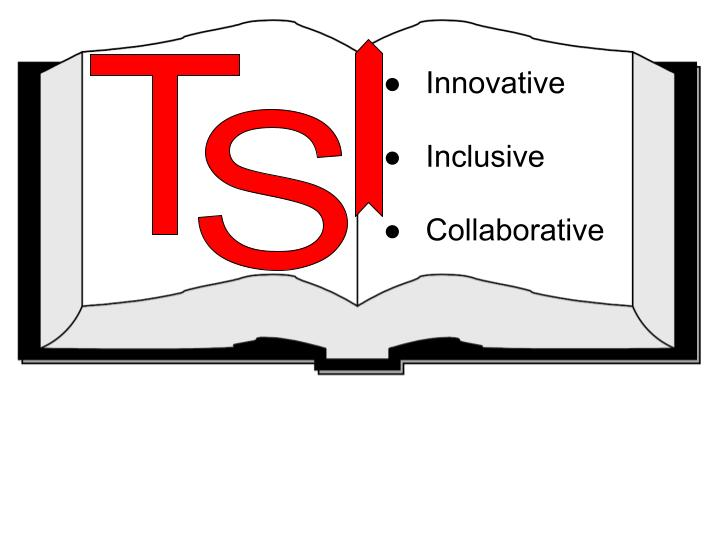 TSI
● Innovative
● Inclusive
● Collaborative